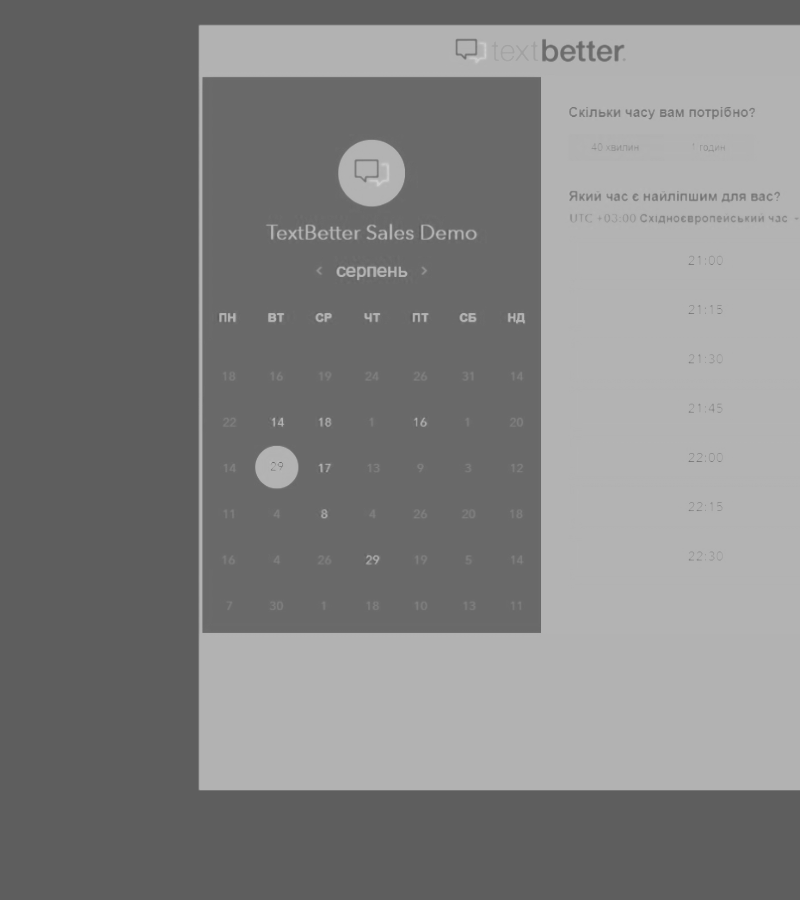 textbetter.
TextBetter Sales Demo
‹ серпень ›
ПН ВТ СР ЧТ ПТ СБ НД
18 16 19 24 26 31 14
22 14 18 1 16 1 20
14 29 17 13 9 3 12
11 4 8 4 26 20 18
16 4 26 29 19 5 14
7 30 1 18 10 13 11
Скільки часу вам потрібно?
40 хвилин 1 годин
Який час є найліпшим для вас?
UTC +03:00 Східноєвропейський час
21:00
21:15
21:30
21:45
22:00
22:15
22:30